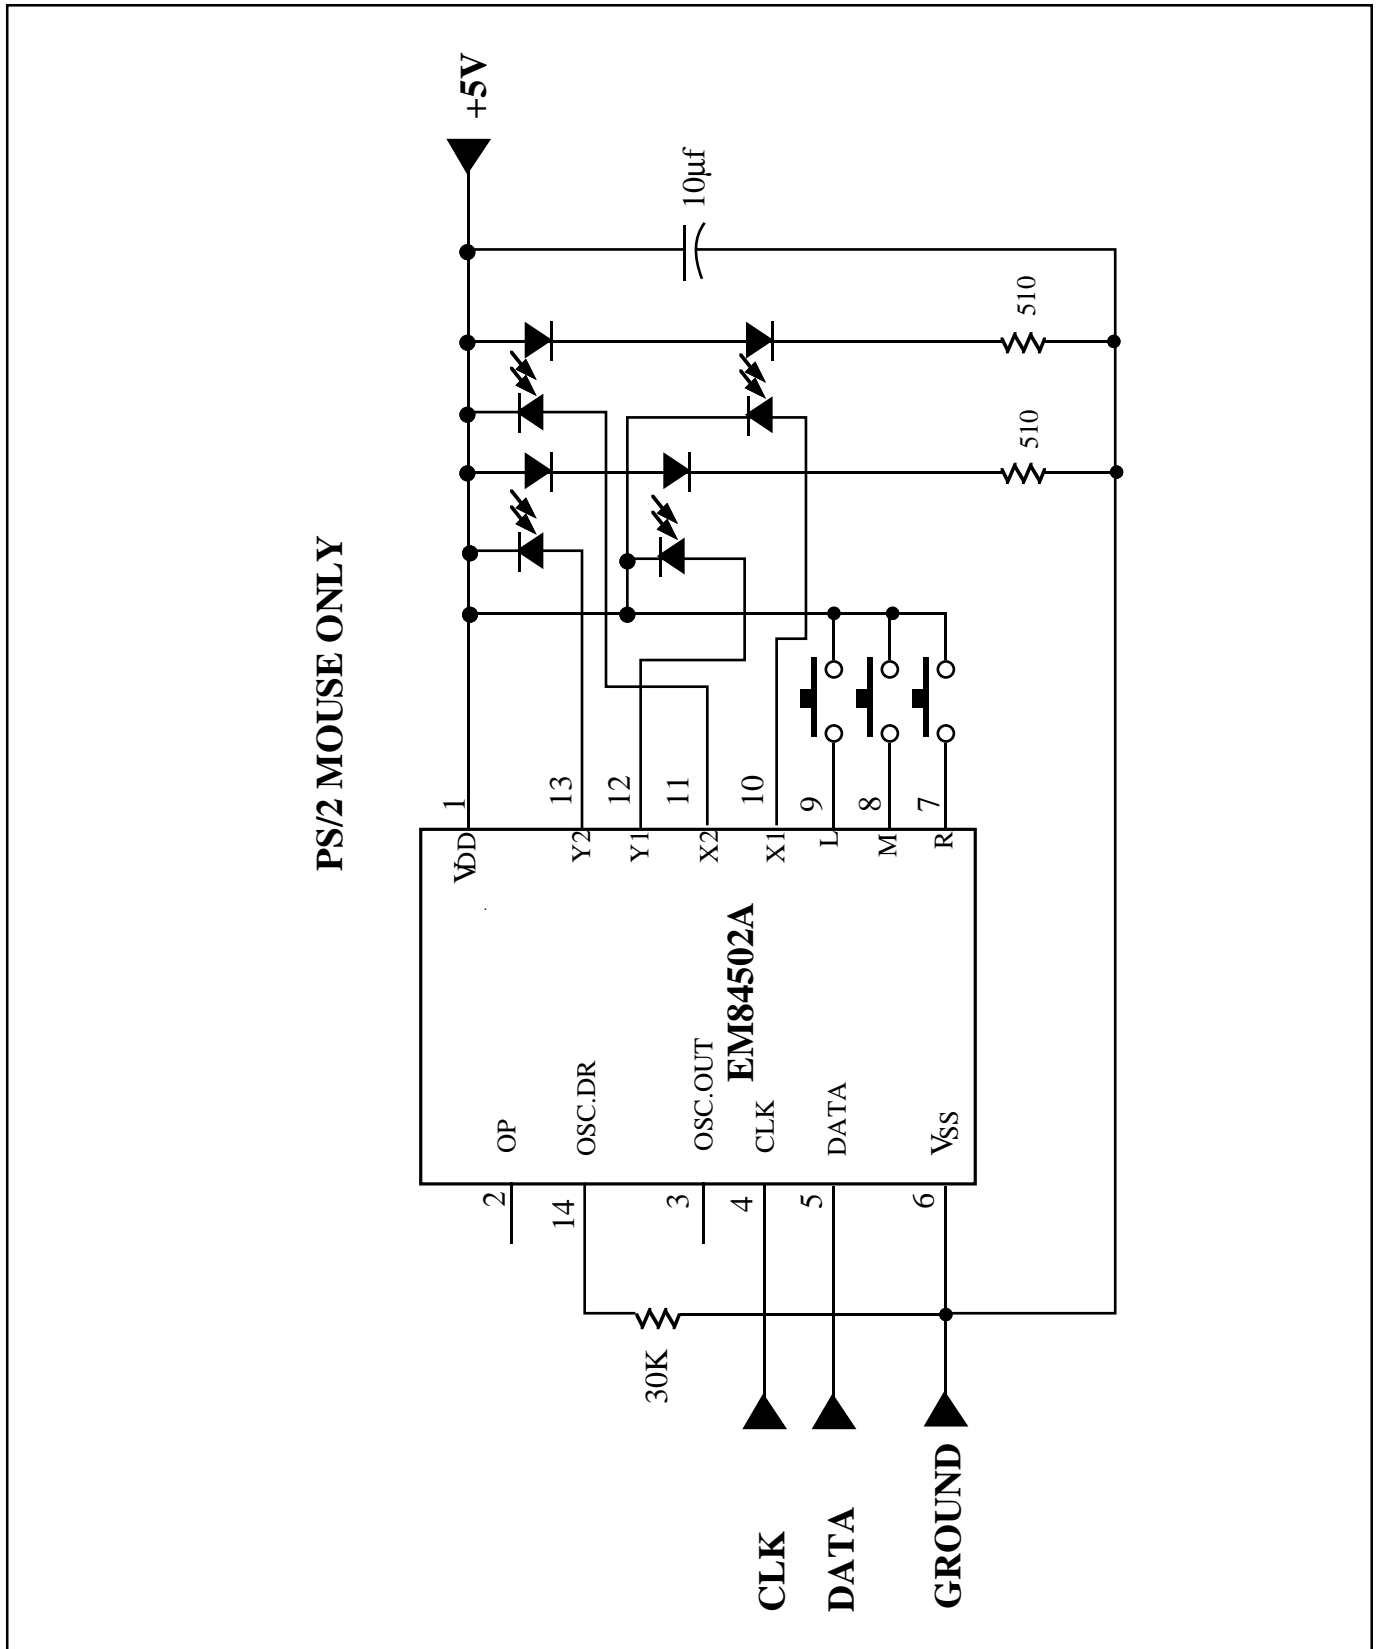 PS/2 MOUSE ONLY
+5V
10µf
510
510
1
13
12
11
10
9
8
7
VDD
Y2
Y1
X2
X1
L
M
R
EM84502A
OP
OSC.DR
OSC.OUT
CLK
DATA
VSS
2
14
3
4
5
6
30K
CLK
DATA
GROUND